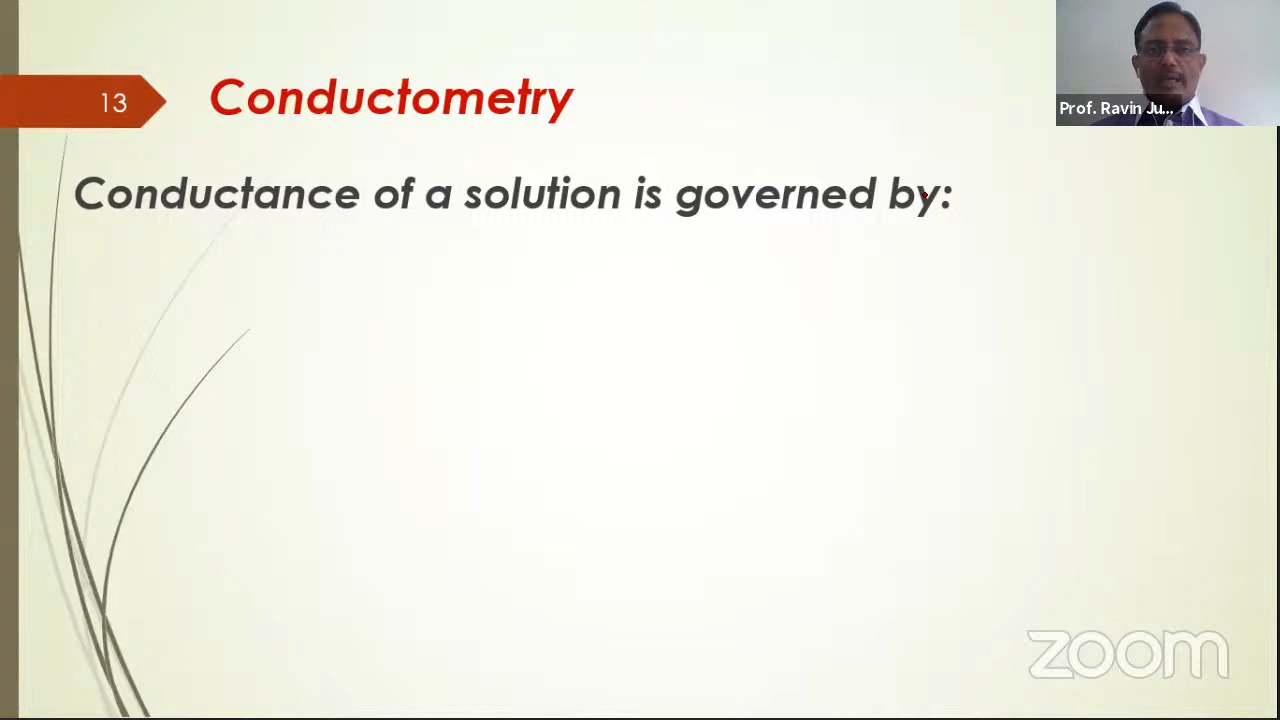 13
Conductometry
Prof. Ravin Ju...
Conductance of a solution is governed by:
zoom